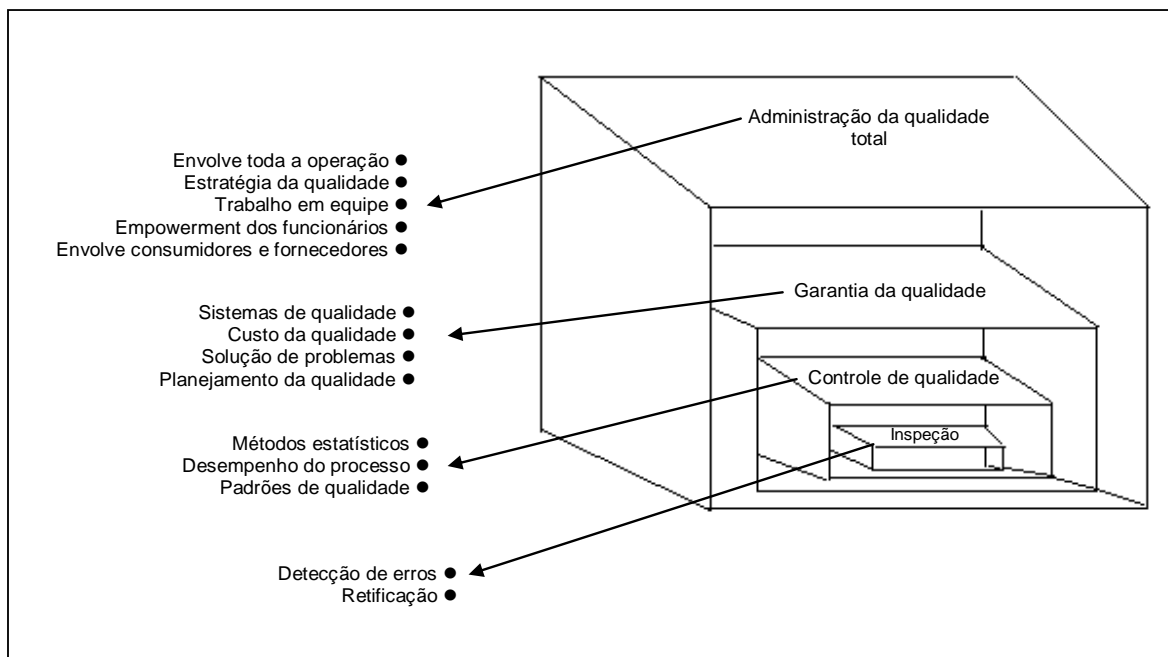 Administração da qualidade
total
Envolve toda a operação ●
Estratégia da qualidade ●
Trabalho em equipe ●
Empowerment dos funcionários ●
Envolve consumidores e fornecedores ●
Garantia da qualidade
Sistemas de qualidade ●
Custo da qualidade ●
Solução de problemas ●
Planejamento da qualidade ●
Controle de qualidade
Métodos estatísticos ●
Desempenho do processo ●
Padrões de qualidade ●
Inspeção
Detecção de erros ●
Retificação ●